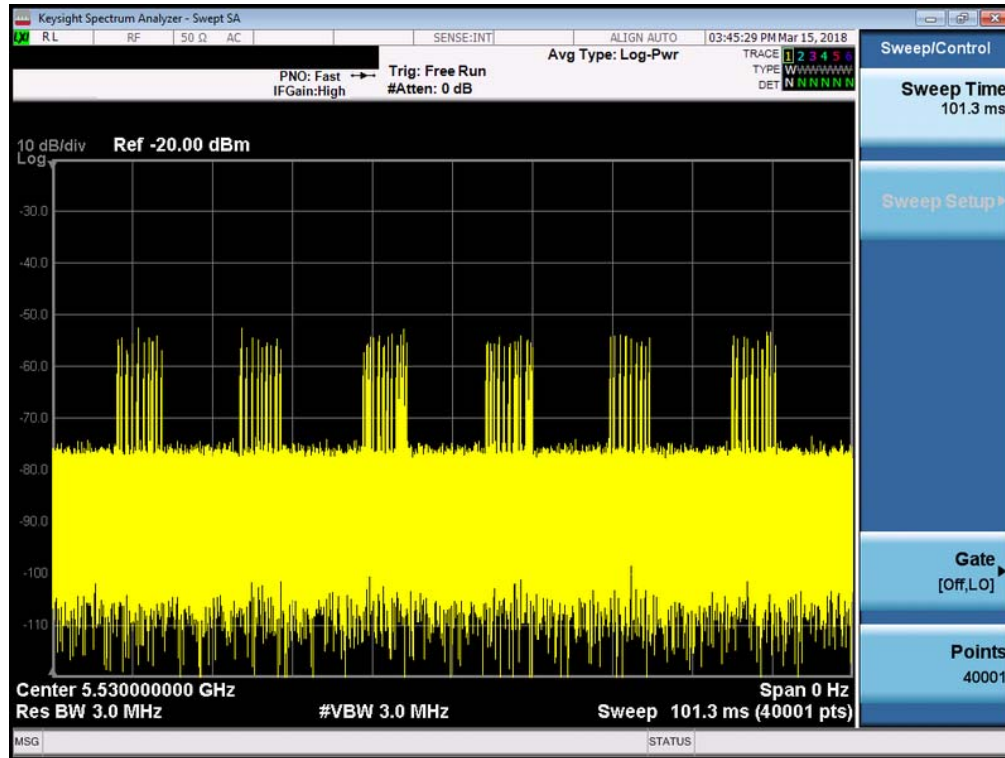 Keysight Spectrum Analyzer - Swept SA
LXI RL RF 50 Ω AC SENSE:INT ALIGN AUTO 03:45:29 PM Mar 15, 2018
PNO: Fast
IFGain:High
Trig: Free Run
#Atten: 0 dB
Avg Type: Log-Pwr
TRACE 1 2 3 4 5 6
TYPE WWWWWW
DET N N N N N N
10 dB/div
Log
Ref -20.00 dBm
-30.0
-40.0
-50.0
-60.0
-70.0
-80.0
-90.0
-100
-110
Center 5.530000000 GHz
Span 0 Hz
Res BW 3.0 MHz
#VBW 3.0 MHz
Sweep 101.3 ms (40001 pts)
MSG
STATUS
Sweep/Control
Sweep Time
101.3 ms
Sweep Setup
Gate
[Off,LO]
Points
40001